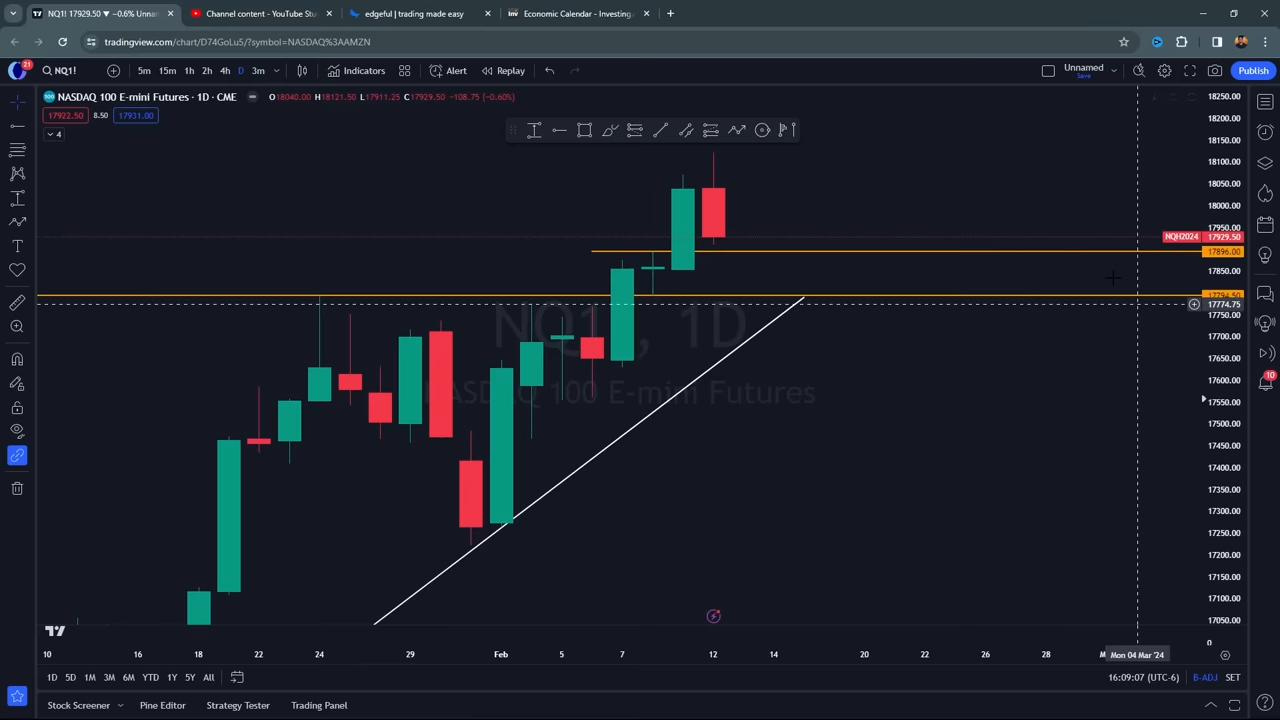 NQ1! 17929.50 ▼ −0.6% Unnam
Channel content - YouTube Stu
edgeful | trading made easy
Economic Calendar - Investing.
tradingview.com/chart/D74GoLu5/?symbol=NASDAQ%3AAMZN
21
NQ1!
5m 15m 1h 2h 4h D 3m
Indicators
Alert
Replay
Unnamed
Save
Publish
100 NASDAQ 100 E-mini Futures · 1D · CME
O18040.00 H18121.50 L17911.25 C17929.50 −108.75 (−0.60%)
17922.50 8.50 17931.00
4
NQ1!, 1D
NASDAQ 100 E-mini Futures
18250.00
18200.00
18150.00
18100.00
18050.00
18000.00
17950.00
NQH2024 17929.50
17896.00
17850.00
17794.50
17774.75
17750.00
17700.00
17650.00
17600.00
17550.00
17500.00
17450.00
17400.00
17350.00
17300.00
17250.00
17200.00
17150.00
17100.00
17050.00
0
10
10 16 18 22 24 29 Feb 5 7 12 20 22 26 28 M Mon 04 Mar '24
1D 5D 1M 3M 6M YTD 1Y 5Y All
16:09:07 (UTC-6) B-ADJ SET
Stock Screener Pine Editor Strategy Tester Trading Panel